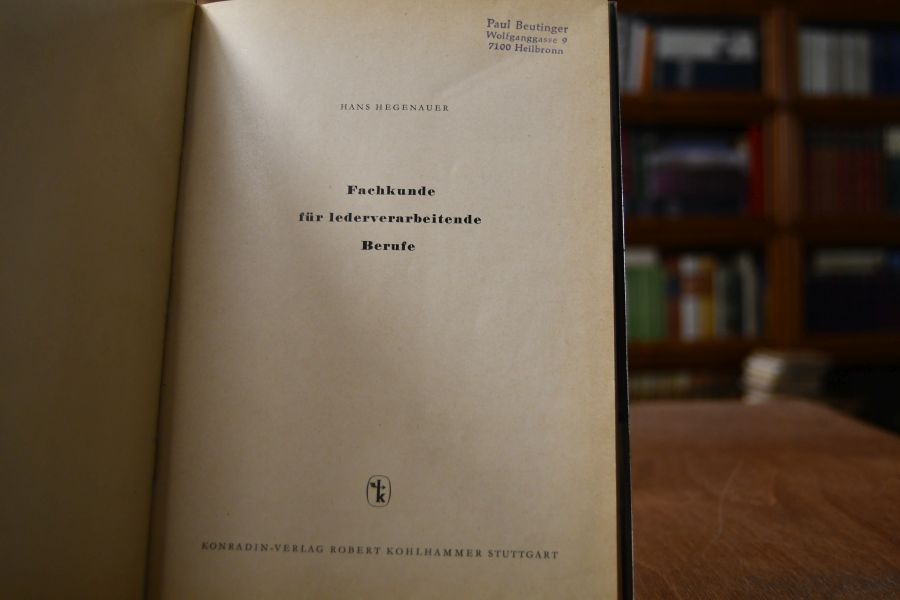 Paul Beutinger
Wolfganggasse 9
7100 Heilbronn
HANS HEGENAUER
Fachkunde
für lederverarbeitende
Berufe
k
KONRADIN-VERLAG ROBERT KOHLHAMMER STUTTGART